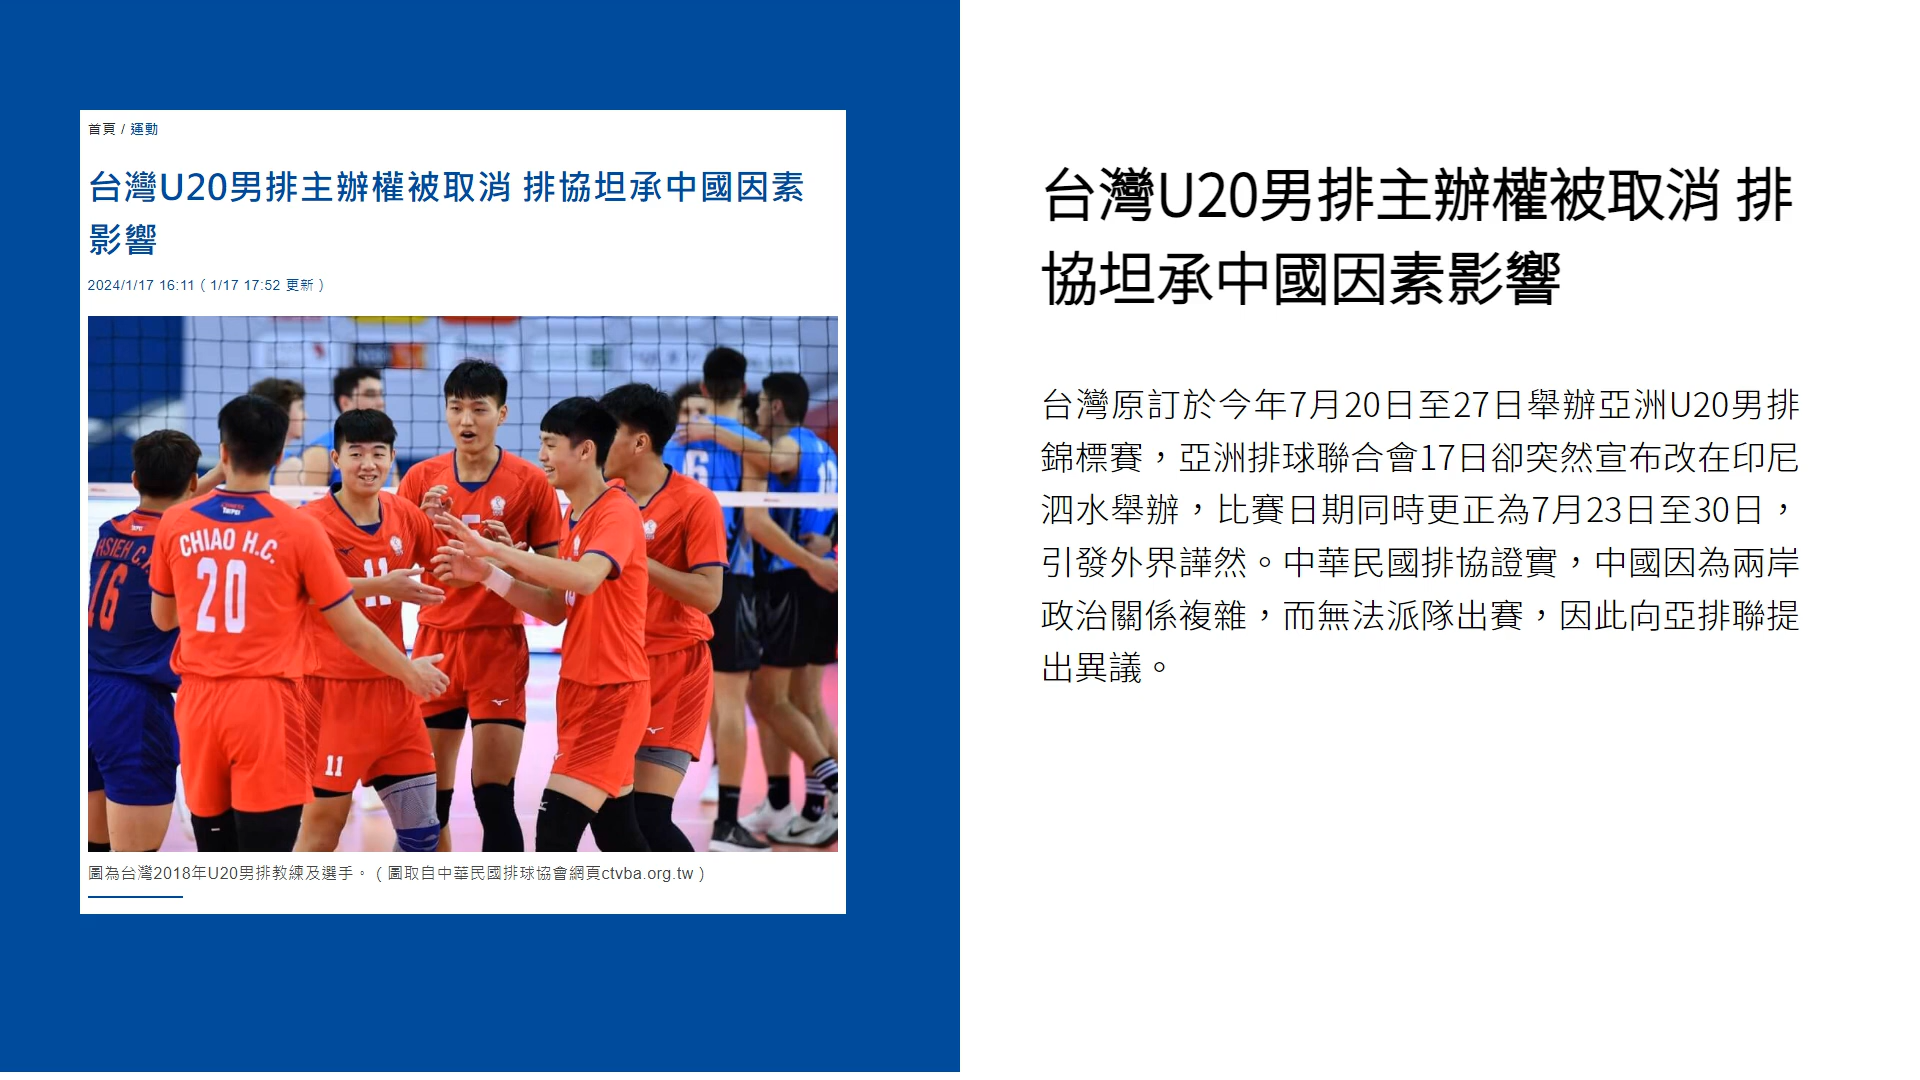 首頁 / 運動
台灣U20男排主辦權被取消 排協坦承中國因素
影響
2024/1/17 16:11（1/17 17:52 更新）
CHIAO H.C.
20
16
11
11
6
圖為台灣2018年U20男排教練及選手。（圖取自中華民國排球協會網頁ctvba.org.tw）
台灣U20男排主辦權被取消 排
協坦承中國因素影響
台灣原訂於今年7月20日至27日舉辦亞洲U20男排
錦標賽，亞洲排球聯合會17日卻突然宣布改在印尼
泗水舉辦，比賽日期同時更正為7月23日至30日，
引發外界譁然。中華民國排協證實，中國因為兩岸
政治關係複雜，而無法派隊出賽，因此向亞排聯提
出異議。